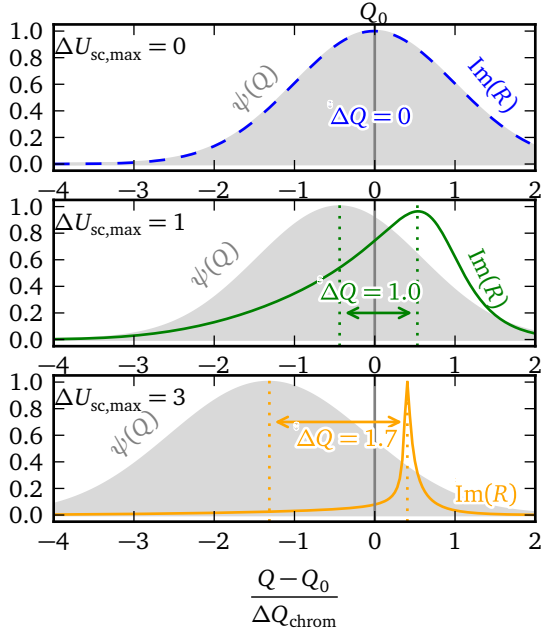 Q₀
ΔU_sc,max = 0
ψ(Q)
Im(R)
ΔQ = 0
1.0
0.8
0.6
0.4
0.2
0.0
−4 −3 −2 −1 0 1 2
ΔU_sc,max = 1
ψ(Q)
Im(R)
ΔQ = 1.0
1.0
0.8
0.6
0.4
0.2
0.0
−4 −3 −2 −1 0 1 2
ΔU_sc,max = 3
ψ(Q)
ΔQ = 1.7
Im(R)
1.0
0.8
0.6
0.4
0.2
0.0
−4 −3 −2 −1 0 1 2
Q − Q₀
ΔQ_chrom